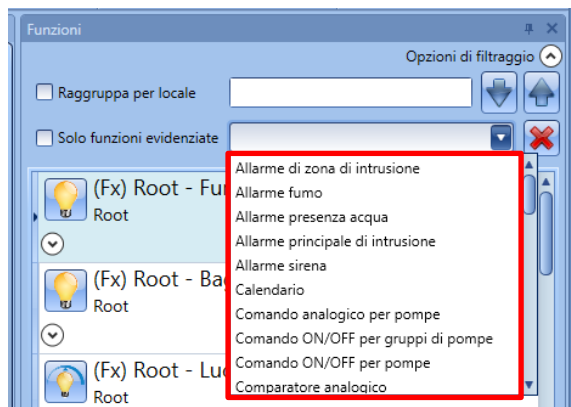 Funzioni
Opzioni di filtraggio
Raggruppa per locale
Solo funzioni evidenziate
Allarme di zona di intrusione
Allarme fumo
Allarme presenza acqua
Allarme principale di intrusione
Allarme sirena
Calendario
Comando analogico per pompe
Comando ON/OFF per gruppi di pompe
Comando ON/OFF per pompe
Comparatore analogico
(Fx) Root - Fu
Root
(Fx) Root - Ba
Root
(Fx) Root - Lu
Root